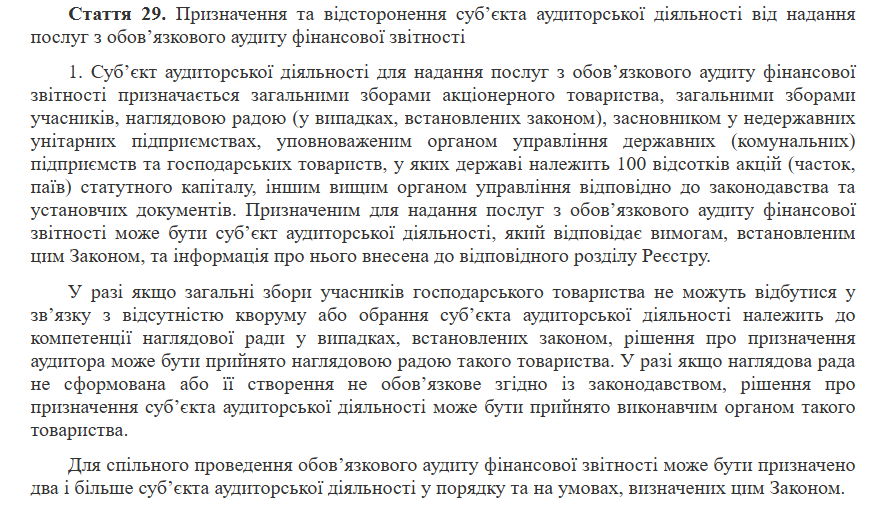 Стаття 29. Призначення та відсторонення суб’єкта аудиторської діяльності від надання
послуг з обов’язкового аудиту фінансової звітності
1. Суб’єкт аудиторської діяльності для надання послуг з обов’язкового аудиту фінансової
звітності призначається загальними зборами акціонерного товариства, загальними зборами
учасників, наглядовою радою (у випадках, встановлених законом), засновником у недержавних
унітарних підприємствах, уповноваженим органом управління державних (комунальних)
підприємств та господарських товариств, у яких державі належить 100 відсотків акцій (часток,
паїв) статутного капіталу, іншим вищим органом управління відповідно до законодавства та
установчих документів. Призначеним для надання послуг з обов’язкового аудиту фінансової
звітності може бути суб’єкт аудиторської діяльності, який відповідає вимогам, встановленим
цим Законом, та інформація про нього внесена до відповідного розділу Реєстру.
У разі якщо загальні збори учасників господарського товариства не можуть відбутися у
зв’язку з відсутністю кворуму або обрання суб’єкта аудиторської діяльності належить до
компетенції наглядової ради у випадках, встановлених законом, рішення про призначення
аудитора може бути прийнято наглядовою радою такого товариства. У разі якщо наглядова рада
не сформована або її створення не обов’язкове згідно із законодавством, рішення про
призначення суб’єкта аудиторської діяльності може бути прийнято виконавчим органом такого
товариства.
Для спільного проведення обов’язкового аудиту фінансової звітності може бути призначено
два і більше суб’єкта аудиторської діяльності у порядку та на умовах, визначених цим Законом.